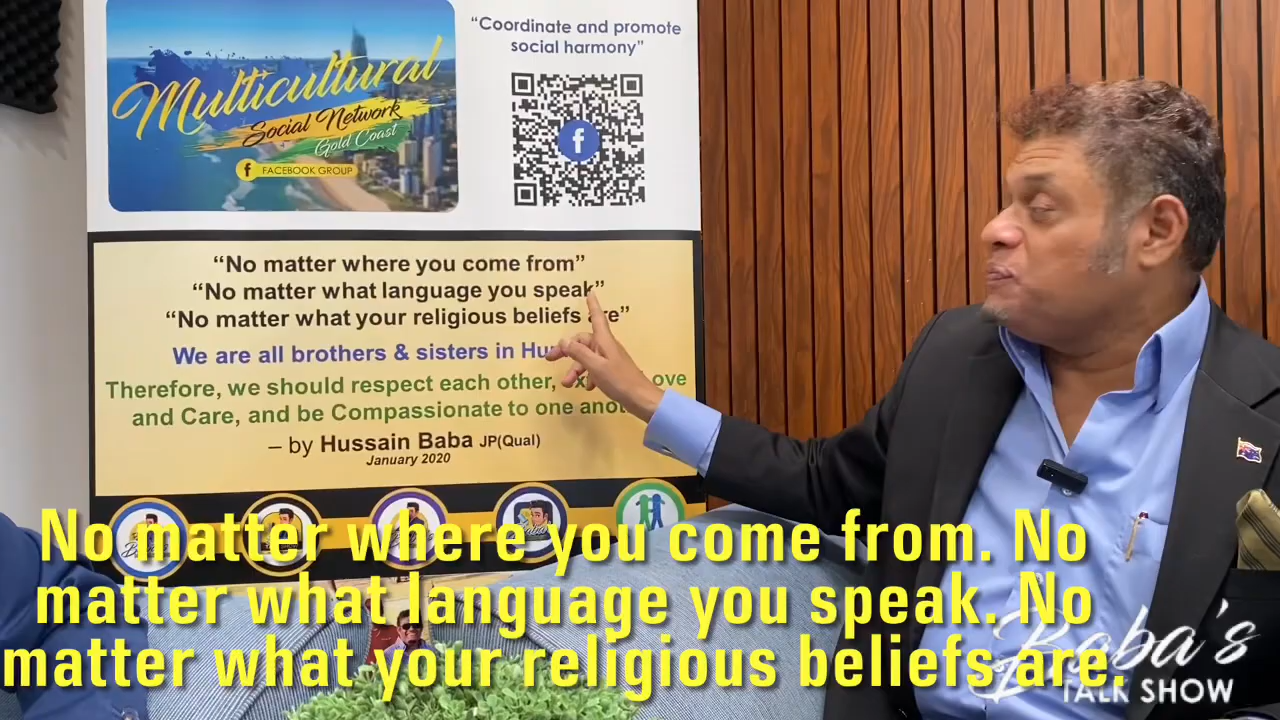 "Coordinate and promote
social harmony"
Multicultural
Social Network
Gold Coast
f FACEBOOK GROUP
f
"No matter where you come from"
"No matter what language you speak"
"No matter what your religious beliefs are"
We are all brothers & sisters in Hu
Therefore, we should respect each other, ove
and Care, and be Compassionate to one anot
– by Hussain Baba JP(Qual)
January 2020
No matter where you come from. No
matter what language you speak. No
matter what your religious beliefs are.
Baba's
TALK SHOW